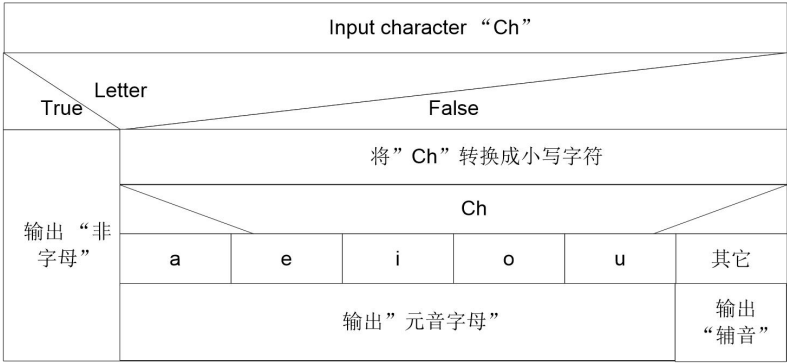 Input character “Ch”
Letter
True
False
将”Ch”转换成小写字符
Ch
输出“非
字母”
a
e
i
o
u
其它
输出”元音字母”
输出
“辅音”